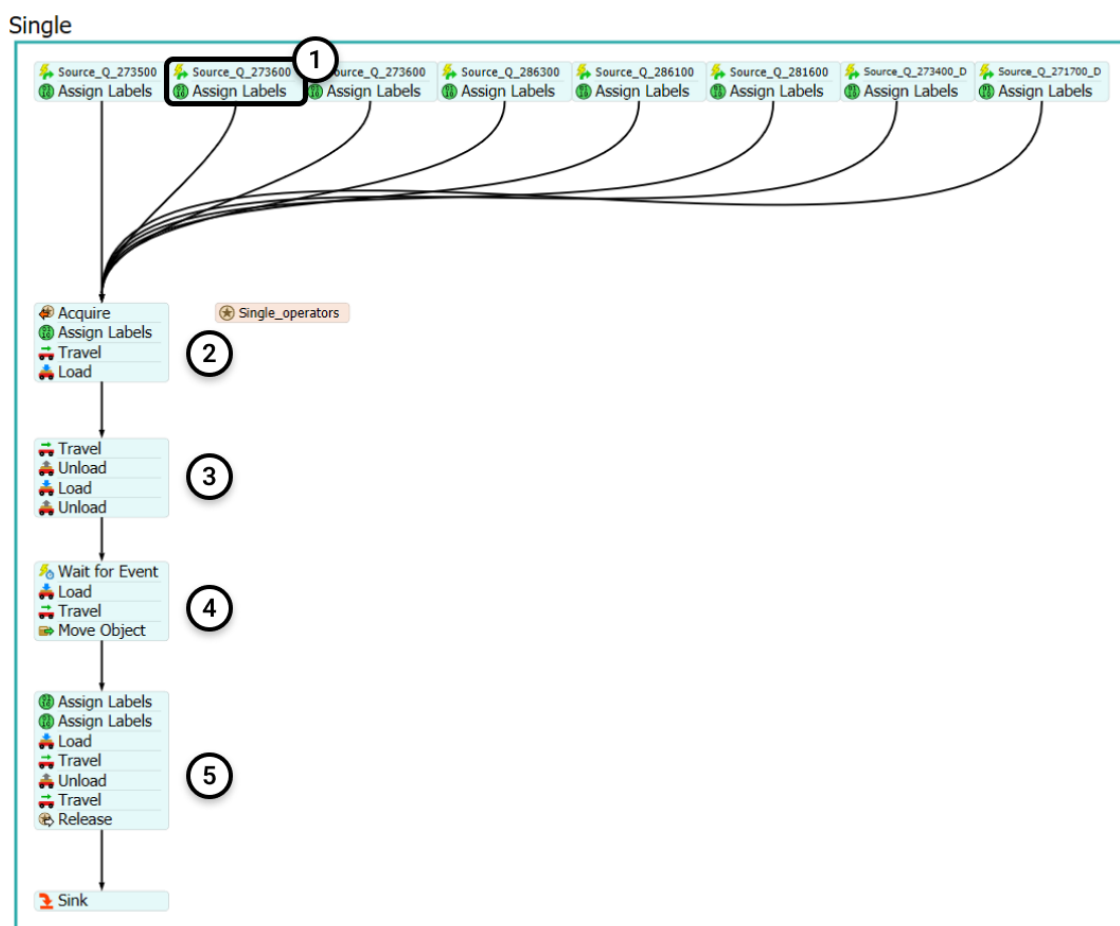 Single
1
Source_Q_273500
Assign Labels
Source_Q_273600
Assign Labels
ource_Q_273600
Assign Labels
Source_Q_286300
Assign Labels
Source_Q_286100
Assign Labels
Source_Q_281600
Assign Labels
Source_Q_273400_D
Assign Labels
Source_Q_271700_D
Assign Labels
Acquire
Assign Labels
Travel
Load
Single_operators
2
Travel
Unload
Load
Unload
3
Wait for Event
Load
Travel
Move Object
4
Assign Labels
Assign Labels
Load
Travel
Unload
Travel
Release
5
Sink